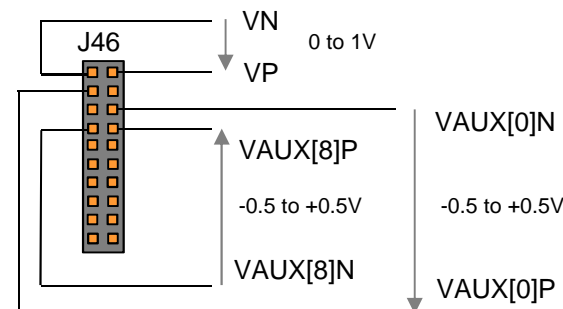 VN
0 to 1V
J46
VP
VAUX[0]N
VAUX[8]P
-0.5 to +0.5V
-0.5 to +0.5V
VAUX[8]N
VAUX[0]P